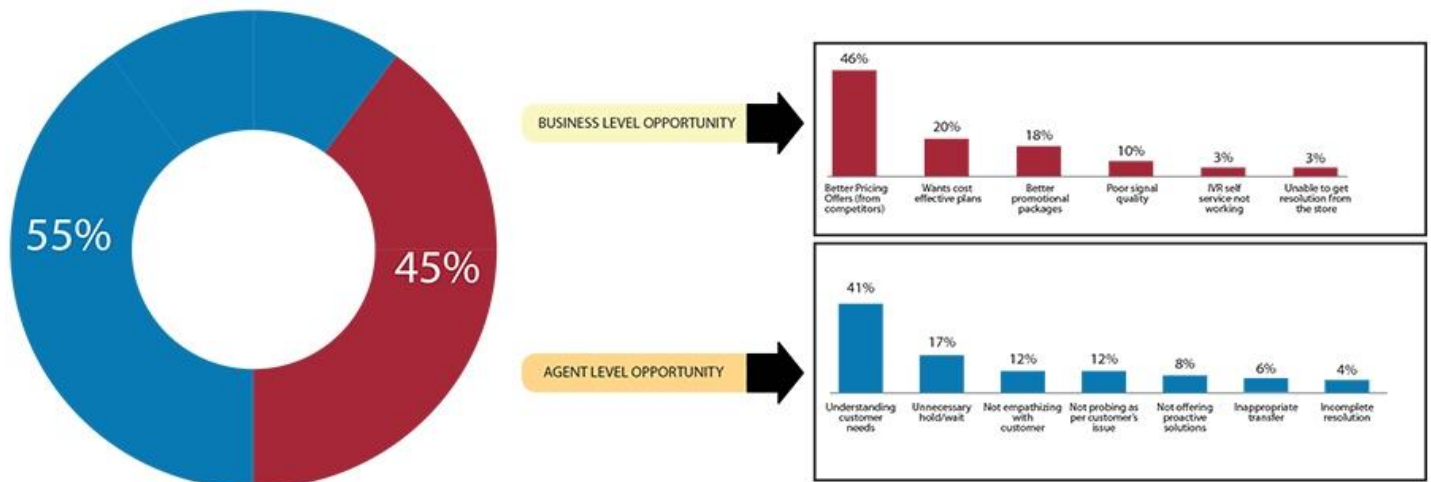 55%
45%
BUSINESS LEVEL OPPORTUNITY
46%
20%
18%
10%
3%
3%
Better Pricing
Offers (from
competitors)
Wants cost
effective plans
Better
promotional
packages
Poor signal
quality
IVR self
service not
working
Unable to get
resolution from
the store
AGENT LEVEL OPPORTUNITY
41%
17%
12%
12%
8%
6%
4%
Understanding
customer
needs
Unnecessary
hold/wait
Not empathizing
with
customer
Not probing as
per customer's
issue
Not offering
proactive
solutions
Inappropriate
transfer
Incomplete
resolution